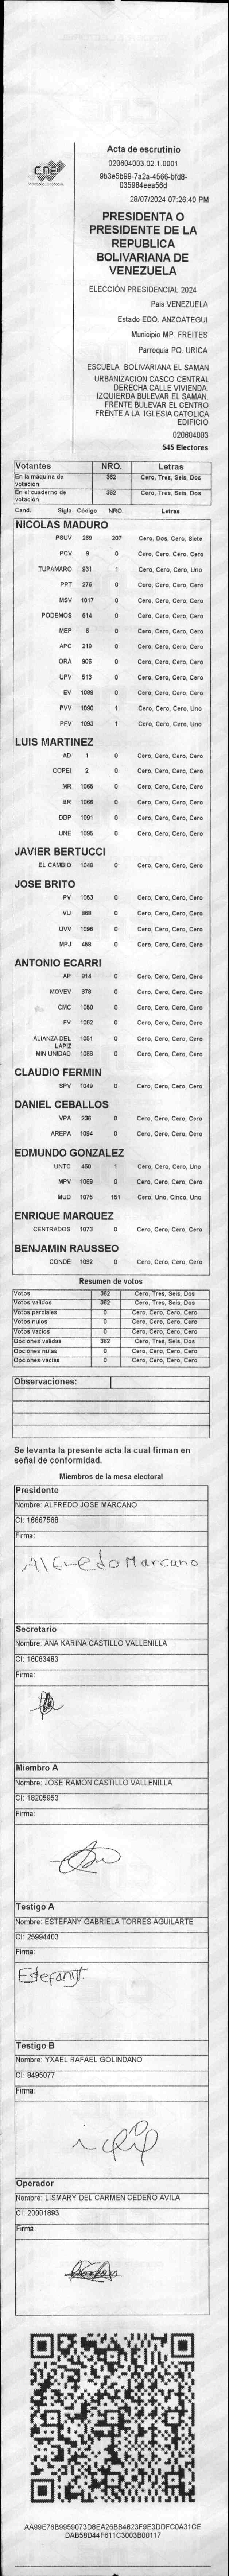 CNE
Acta de escrutinio
020604003.02.1.0001
9b3e5b99-7a2a-4566-bfd8-
035984eea56d
28/07/2024 07:26:40 PM
PRESIDENTA O
PRESIDENTE DE LA
REPUBLICA
BOLIVARIANA DE
VENEZUELA
ELECCIÓN PRESIDENCIAL 2024
País VENEZUELA
Estado EDO. ANZOATEGUI
Municipio MP. FREITES
Parroquia PQ. URICA
ESCUELA BOLIVARIANA EL SAMAN
URBANIZACION CASCO CENTRAL
DERECHA CALLE VIVIENDA.
IZQUIERDA BULEVAR EL SAMAN.
FRENTE BULEVAR EL CENTRO
FRENTE A LA IGLESIA CATOLICA
EDIFICIO
020604003
545 Electores
Votantes NRO. Letras
En la máquina de votación 362 Cero, Tres, Seis, Dos
En el cuaderno de votación 362 Cero, Tres, Seis, Dos
Cand. Sigla Código NRO. Letras
NICOLAS MADURO
PSUV 269 207 Cero, Dos, Cero, Siete
PCV 9 0 Cero, Cero, Cero, Cero
TUPAMARO 931 1 Cero, Cero, Cero, Uno
PPT 276 0 Cero, Cero, Cero, Cero
MSV 1017 0 Cero, Cero, Cero, Cero
PODEMOS 514 0 Cero, Cero, Cero, Cero
MEP 6 0 Cero, Cero, Cero, Cero
APC 219 0 Cero, Cero, Cero, Cero
ORA 906 0 Cero, Cero, Cero, Cero
UPV 513 0 Cero, Cero, Cero, Cero
EV 1089 0 Cero, Cero, Cero, Cero
PVV 1090 1 Cero, Cero, Cero, Uno
PFV 1093 1 Cero, Cero, Cero, Uno
LUIS MARTINEZ
AD 1 0 Cero, Cero, Cero, Cero
COPEI 2 0 Cero, Cero, Cero, Cero
MR 1065 0 Cero, Cero, Cero, Cero
BR 1066 0 Cero, Cero, Cero, Cero
DDP 1091 0 Cero, Cero, Cero, Cero
UNE 1095 0 Cero, Cero, Cero, Cero
JAVIER BERTUCCI
EL CAMBIO 1048 0 Cero, Cero, Cero, Cero
JOSE BRITO
PV 1053 0 Cero, Cero, Cero, Cero
VU 868 0 Cero, Cero, Cero, Cero
UVV 1096 0 Cero, Cero, Cero, Cero
MPJ 459 0 Cero, Cero, Cero, Cero
ANTONIO ECARRI
AP 814 0 Cero, Cero, Cero, Cero
MOVEV 878 0 Cero, Cero, Cero, Cero
CMC 1050 0 Cero, Cero, Cero, Cero
FV 1062 0 Cero, Cero, Cero, Cero
ALIANZA DEL LAPIZ 1051 0 Cero, Cero, Cero, Cero
MIN UNIDAD 1068 0 Cero, Cero, Cero, Cero
CLAUDIO FERMIN
SPV 1049 0 Cero, Cero, Cero, Cero
DANIEL CEBALLOS
VPA 236 0 Cero, Cero, Cero, Cero
AREPA 1094 0 Cero, Cero, Cero, Cero
EDMUNDO GONZALEZ
UNTC 460 1 Cero, Cero, Cero, Uno
MPV 1069 0 Cero, Cero, Cero, Cero
MUD 1075 151 Cero, Uno, Cinco, Uno
ENRIQUE MARQUEZ
CENTRADOS 1073 0 Cero, Cero, Cero, Cero
BENJAMIN RAUSSEO
CONDE 1092 0 Cero, Cero, Cero, Cero
Resumen de votos
Votos 362 Cero, Tres, Seis, Dos
Votos validos 362 Cero, Tres, Seis, Dos
Votos parciales 0 Cero, Cero, Cero, Cero
Votos nulos 0 Cero, Cero, Cero, Cero
Votos vacios 0 Cero, Cero, Cero, Cero
Opciones validas 362 Cero, Tres, Seis, Dos
Opciones nulas 0 Cero, Cero, Cero, Cero
Opciones vacias 0 Cero, Cero, Cero, Cero
Observaciones:
Se levanta la presente acta la cual firman en
señal de conformidad.
Miembros de la mesa electoral
Presidente
Nombre: ALFREDO JOSE MARCANO
CI: 16667568
Firma:
Alfredo Marcano
Secretario
Nombre: ANA KARINA CASTILLO VALLENILLA
CI: 16063483
Firma:
Miembro A
Nombre: JOSE RAMON CASTILLO VALLENILLA
CI: 18205953
Firma:
Testigo A
Nombre: ESTEFANY GABRIELA TORRES AGUILARTE
CI: 25994403
Firma:
Estefany T.
Testigo B
Nombre: YXAEL RAFAEL GOLINDANO
CI: 8495077
Firma:
Operador
Nombre: LISMARY DEL CARMEN CEDEÑO AVILA
CI: 20001893
Firma:
AA99E76B9959073D8EA26BB4823F9E3DDFC0A31CE
DAB58D44F611C3003B00117